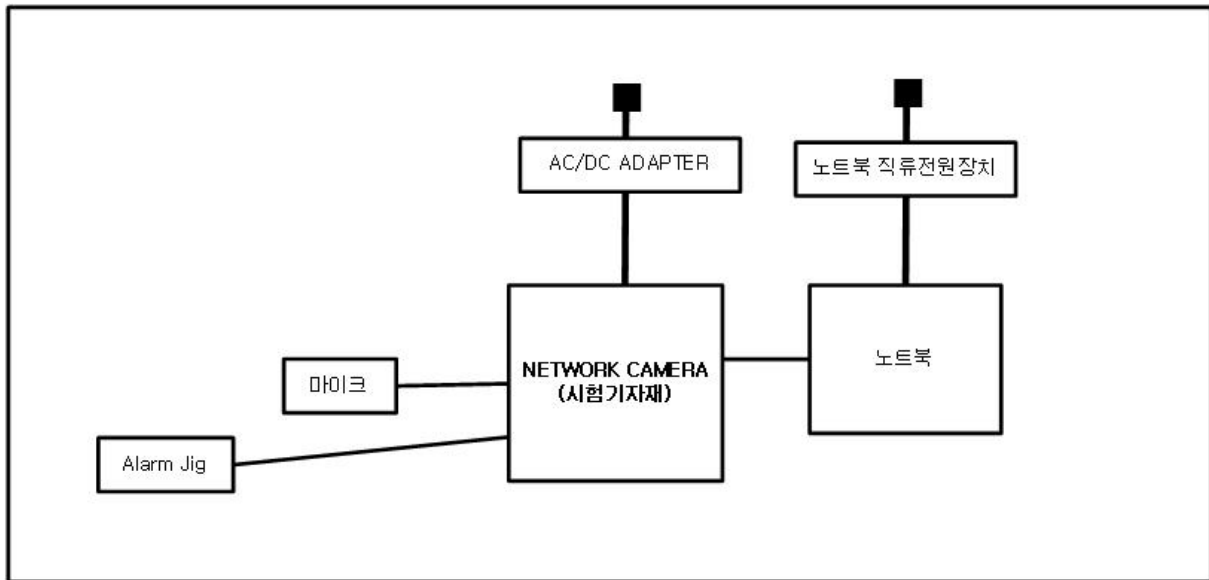 AC/DC ADAPTER
노트북 직류전원장치
NETWORK CAMERA
(시험기자재)
노트북
마이크
Alarm Jig